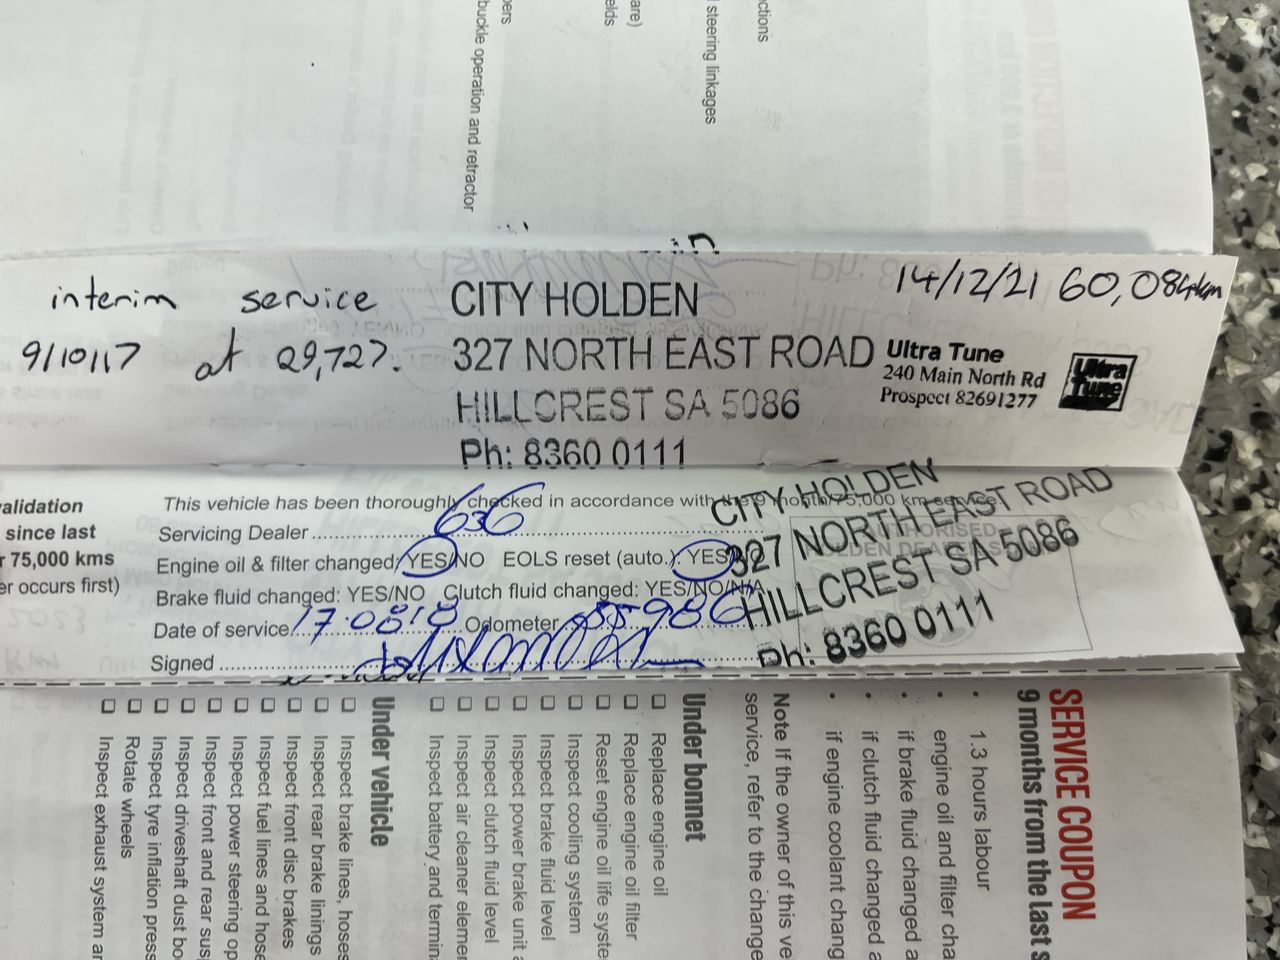 pers
buckle operation and retractor
elds
are)
steering linkages
ctions
interim service
9/10/17 at 29,727.
CITY HOLDEN
327 NORTH EAST ROAD
HILLCREST SA 5086
Ph: 8360 0111
14/12/21 60,084km
Ultra Tune
240 Main North Rd
Prospect 82691277
Ultra
Tune
alidation
since last
75,000 kms
er occurs first)
This vehicle has been thoroughly checked in accordance with the 9 month/75,000 km service
Servicing Dealer 636
Engine oil & filter changed: YES/NO EOLS reset (auto.). YES
Brake fluid changed: YES/NO Clutch fluid changed: YES/NO/N/A
Date of service 17.08.18 Odometer
Signed
CITY HOLDEN
327 NORTH EAST ROAD
HILLCREST SA 5086
Ph: 8360 0111
SERVICE COUPON
9 months from the last s
• 1.3 hours labour
• engine oil and filter cha
• if brake fluid changed a
• if clutch fluid changed a
• if engine coolant chang
Note If the owner of this ve
service, refer to the change
Under bonnet
Replace engine oil
Replace engine oil filter
Reset engine oil life syste
Inspect cooling system
Inspect brake fluid level
Inspect power brake unit a
Inspect clutch fluid level
Inspect air cleaner elemen
Inspect battery and termin
Under vehicle
Inspect brake lines, hoses
Inspect rear brake linings
Inspect front disc brakes
Inspect fuel lines and hose
Inspect power steering op
Inspect front and rear susp
Inspect driveshaft dust bo
Inspect tyre inflation press
Rotate wheels
Inspect exhaust system an